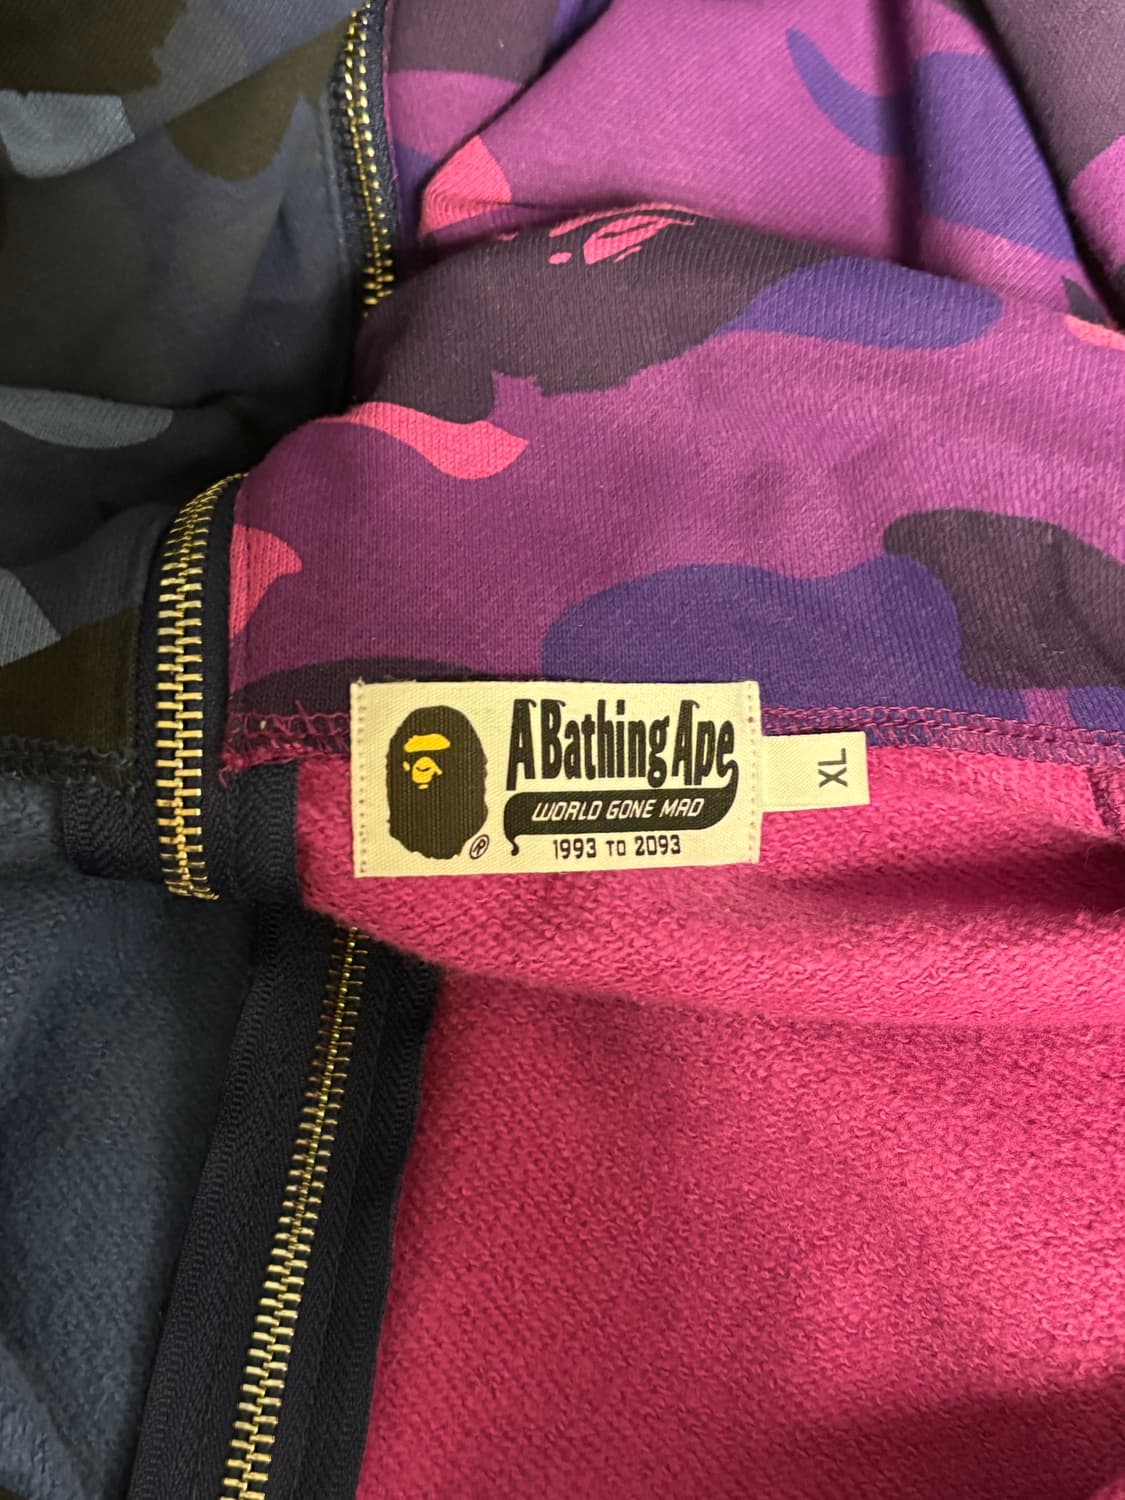 A Bathing Ape
WORLD GONE MAD
1993 TO 2093
®
XL